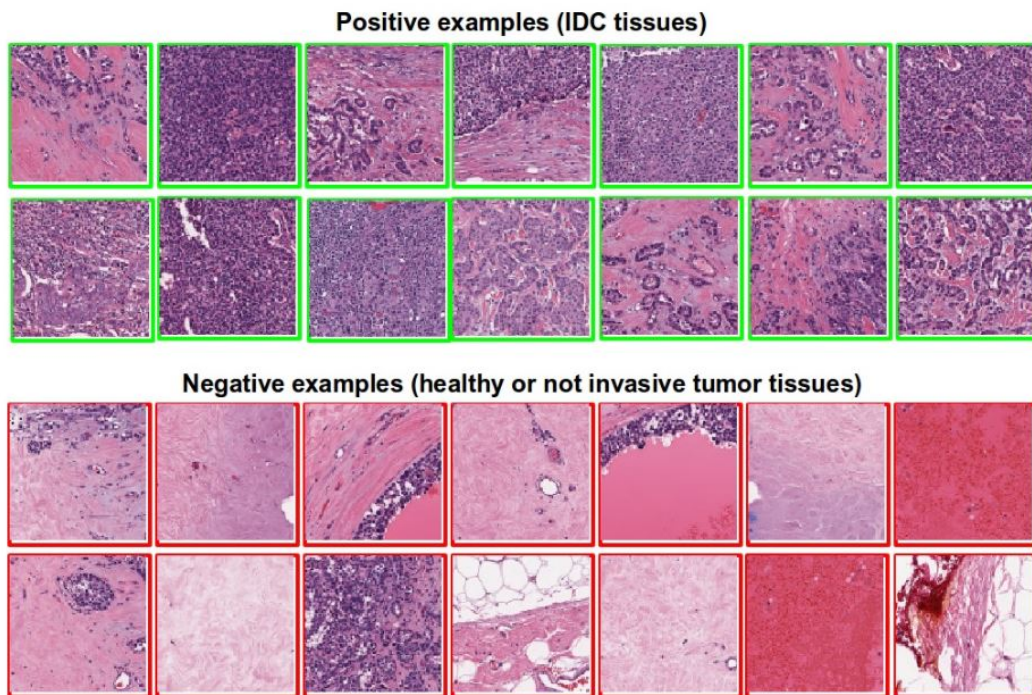 Positive examples (IDC tissues)
Negative examples (healthy or not invasive tumor tissues)